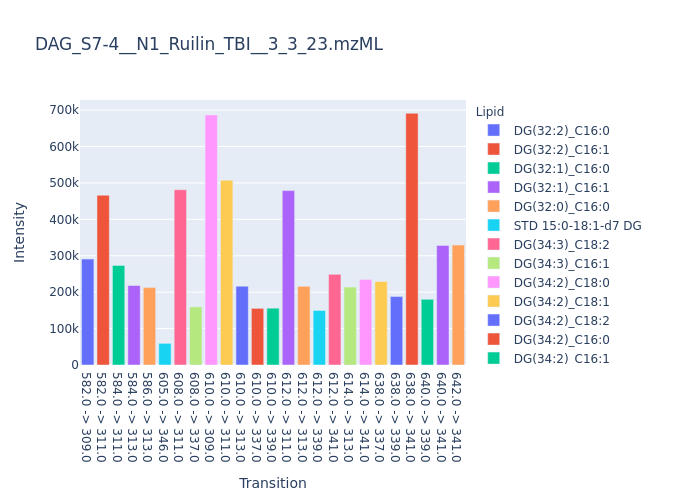 DAG_S7-4__N1_Ruilin_TBI__3_3_23.mzML
Intensity
700k
600k
500k
400k
300k
200k
100k
0
582.0 -> 309.0
582.0 -> 311.0
584.0 -> 311.0
584.0 -> 313.0
586.0 -> 313.0
605.0 -> 346.0
608.0 -> 311.0
608.0 -> 337.0
610.0 -> 309.0
610.0 -> 311.0
610.0 -> 313.0
610.0 -> 337.0
610.0 -> 339.0
612.0 -> 311.0
612.0 -> 313.0
612.0 -> 339.0
612.0 -> 341.0
614.0 -> 313.0
614.0 -> 341.0
638.0 -> 337.0
638.0 -> 339.0
638.0 -> 341.0
640.0 -> 339.0
640.0 -> 341.0
642.0 -> 341.0
Transition
Lipid
DG(32:2)_C16:0
DG(32:2)_C16:1
DG(32:1)_C16:0
DG(32:1)_C16:1
DG(32:0)_C16:0
STD 15:0-18:1-d7 DG
DG(34:3)_C18:2
DG(34:3)_C16:1
DG(34:2)_C18:0
DG(34:2)_C18:1
DG(34:2)_C18:2
DG(34:2)_C16:0
DG(34:2)_C16:1